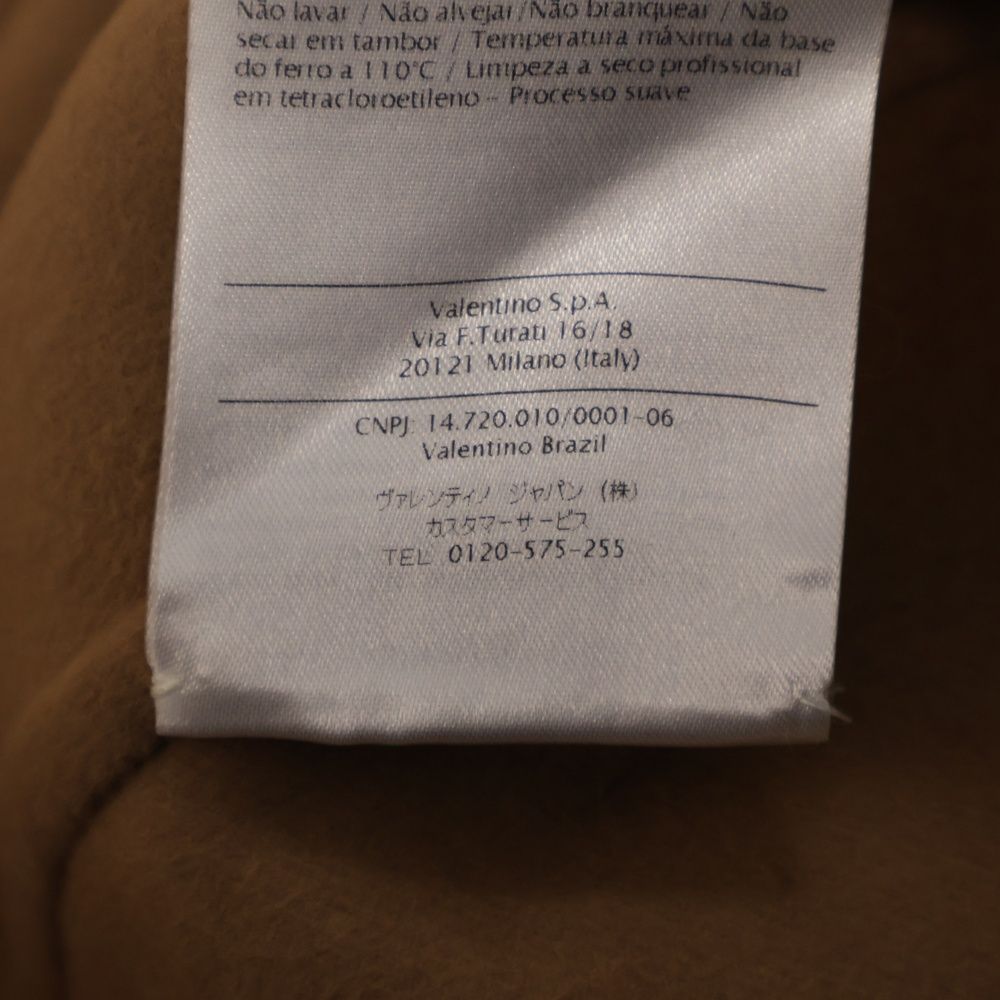 Não lavar / Não alvejar/Não branquear / Não
secar em tambor / Temperatura máxima da base
do ferro a 110°C / Limpeza a seco profissional
em tetracloroetileno – Processo suave
Valentino S.p.A.
Via F.Turati 16/18
20121 Milano (Italy)
CNPJ: 14.720.010/0001-06
Valentino Brazil
ヴァレンティノ ジャパン (株)
カスタマーサービス
TEL 0120-575-255